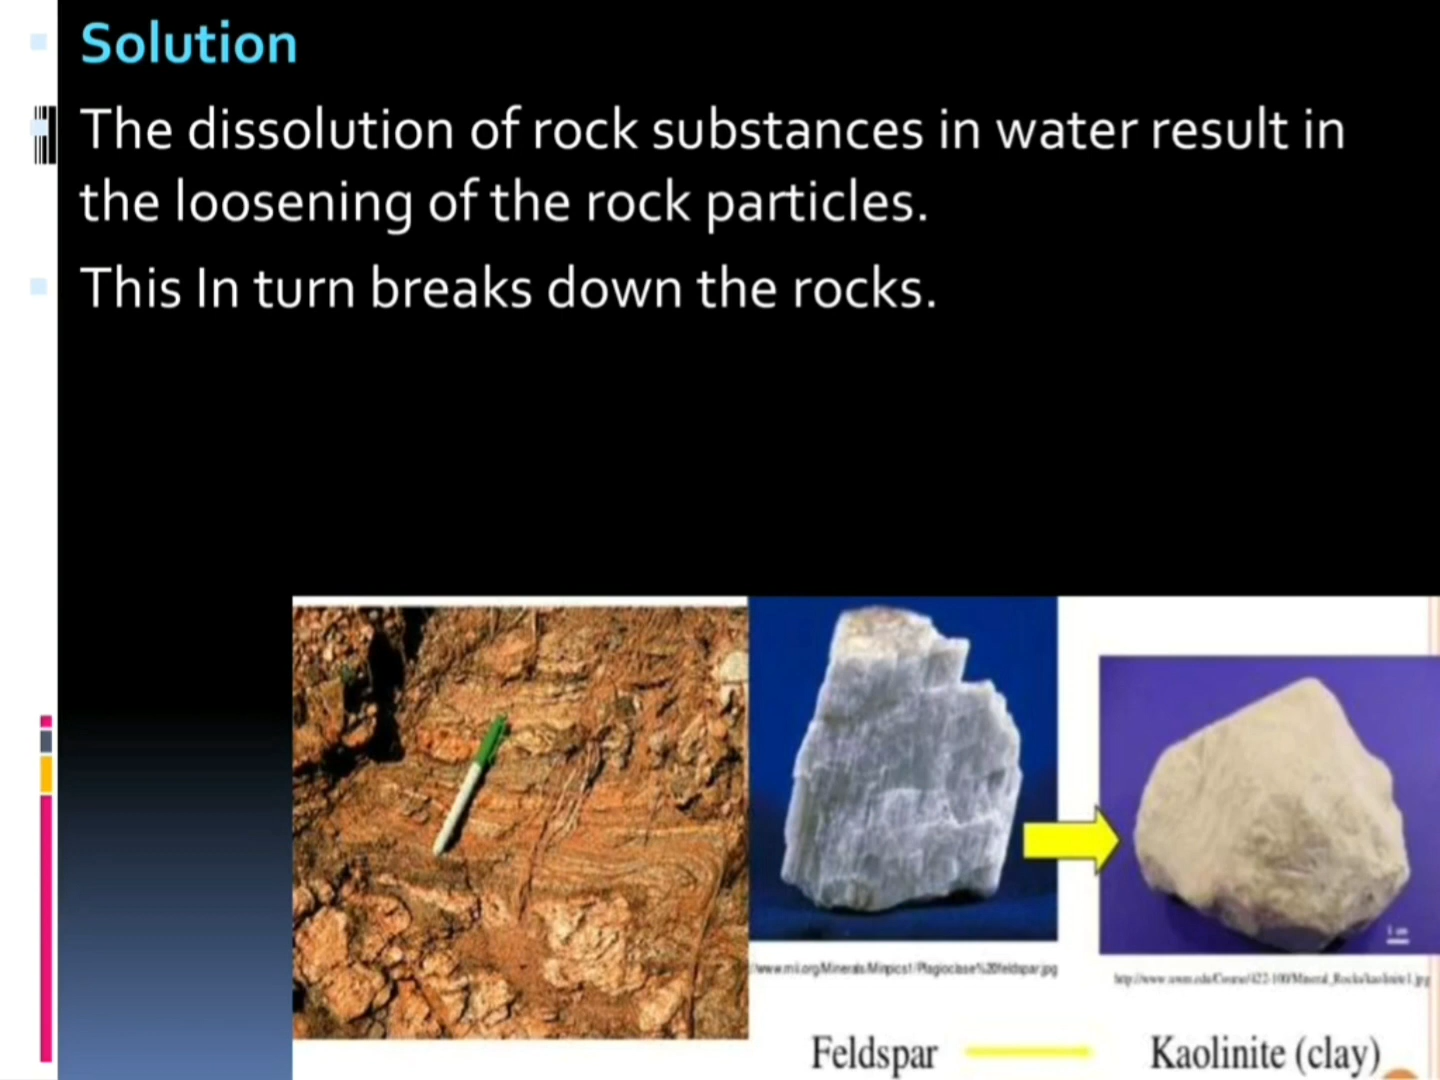 Solution
The dissolution of rock substances in water result in
the loosening of the rock particles.
This In turn breaks down the rocks.
Feldspar
Kaolinite (clay)